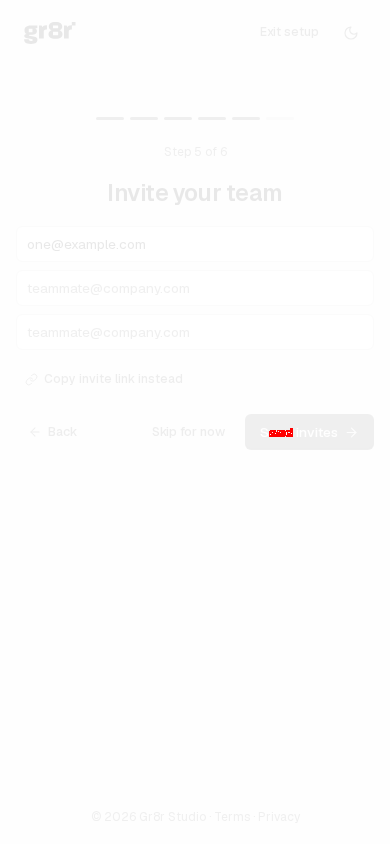 gr8r
Exit setup
Step 5 of 6
Invite your team
one@example.com
teammate@company.com
teammate@company.com
Copy invite link instead
Back
Skip for now
invites
© 2026 Gr8r Studio · Terms · Privacy